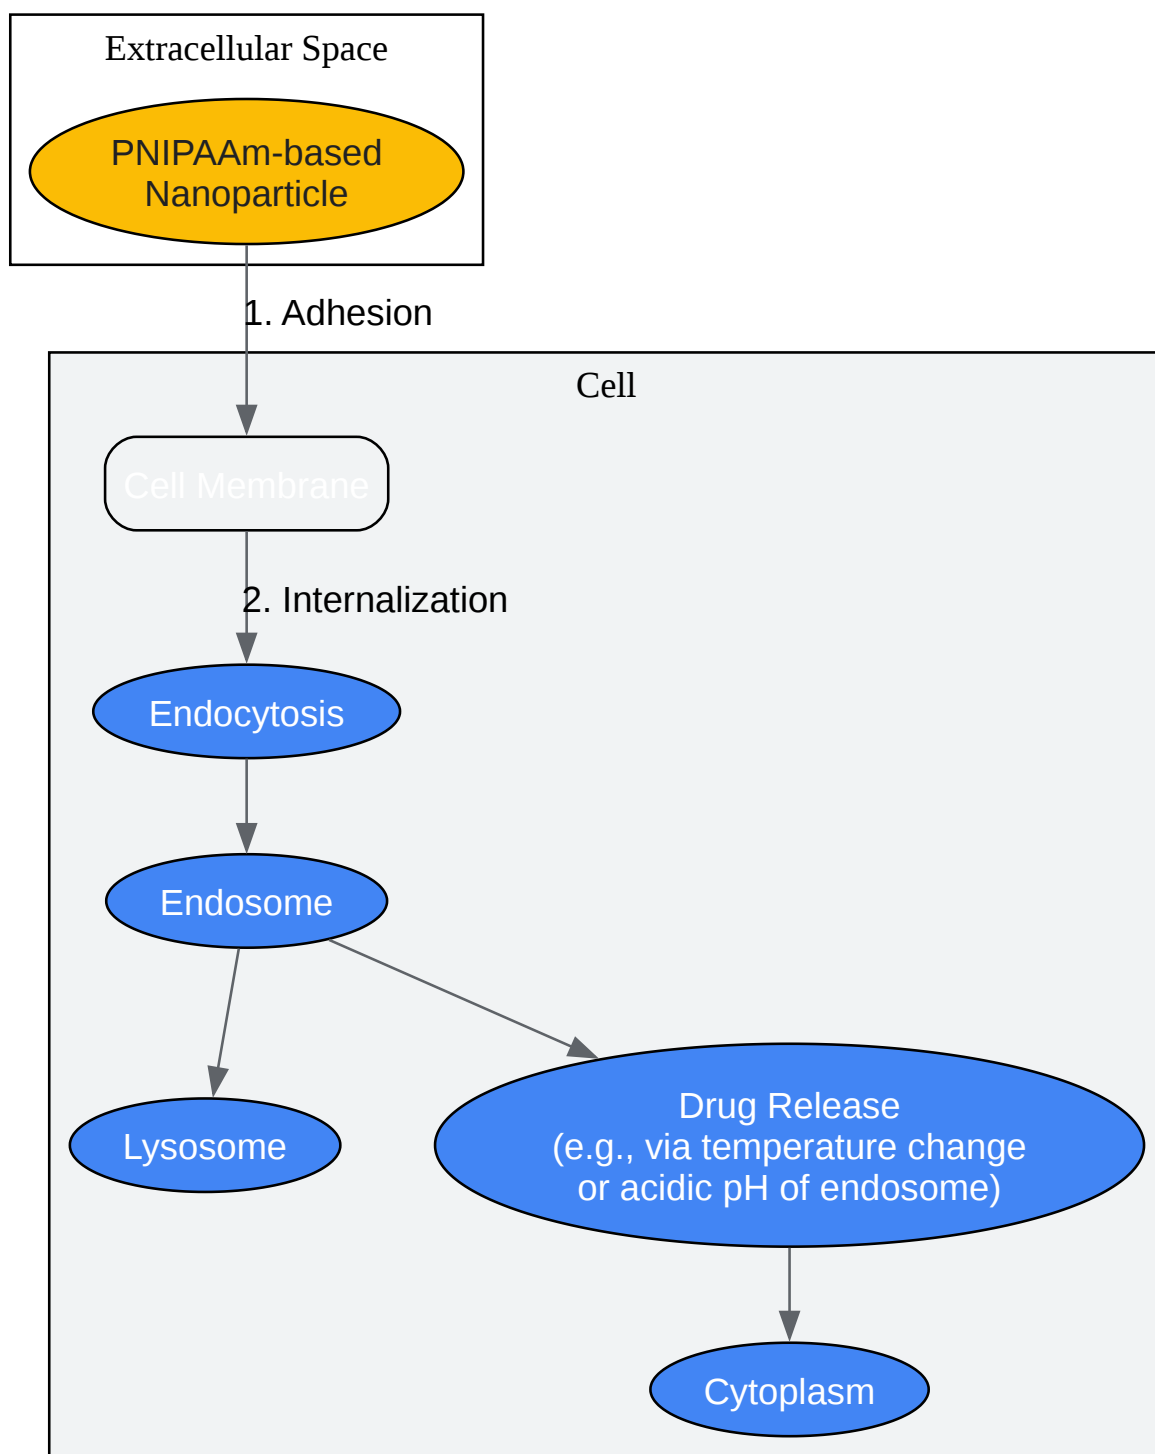 Extracellular Space
PNIPAAm-based
Nanoparticle
1. Adhesion
Cell
Cell Membrane
2. Internalization
Endocytosis
Endosome
Lysosome
Drug Release
(e.g., via temperature change
or acidic pH of endosome)
Cytoplasm